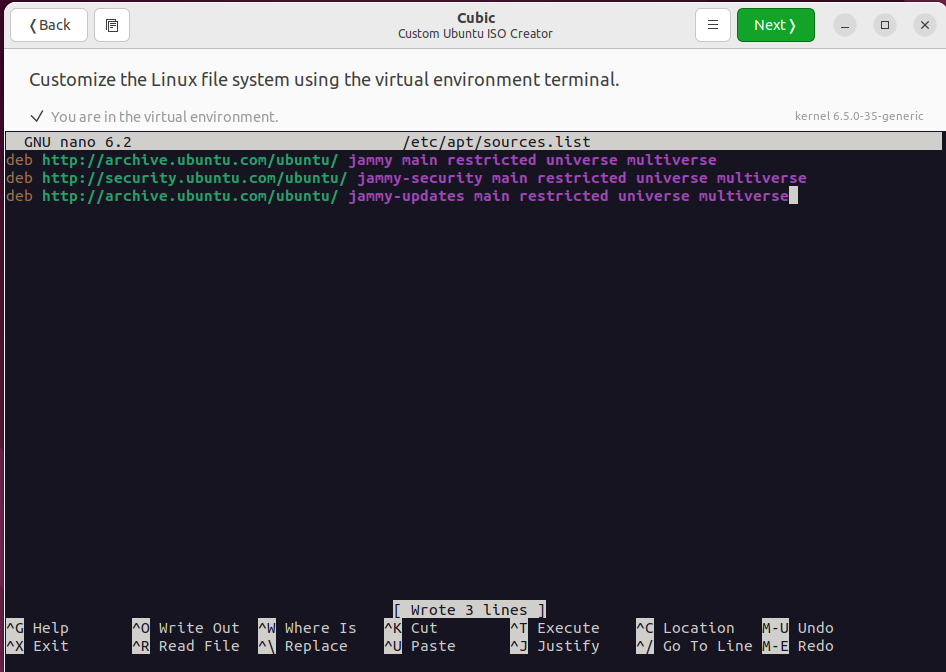 ❬Back
Cubic
Custom Ubuntu ISO Creator
Next❭
Customize the Linux file system using the virtual environment terminal.
✓ You are in the virtual environment.
kernel 6.5.0-35-generic
GNU nano 6.2 /etc/apt/sources.list
deb http://archive.ubuntu.com/ubuntu/ jammy main restricted universe multiverse
deb http://security.ubuntu.com/ubuntu/ jammy-security main restricted universe multiverse
deb http://archive.ubuntu.com/ubuntu/ jammy-updates main restricted universe multiverse
[ Wrote 3 lines ]
^G Help ^O Write Out ^W Where Is ^K Cut ^T Execute ^C Location M-U Undo
^X Exit ^R Read File ^\ Replace ^U Paste ^J Justify ^/ Go To Line M-E Redo